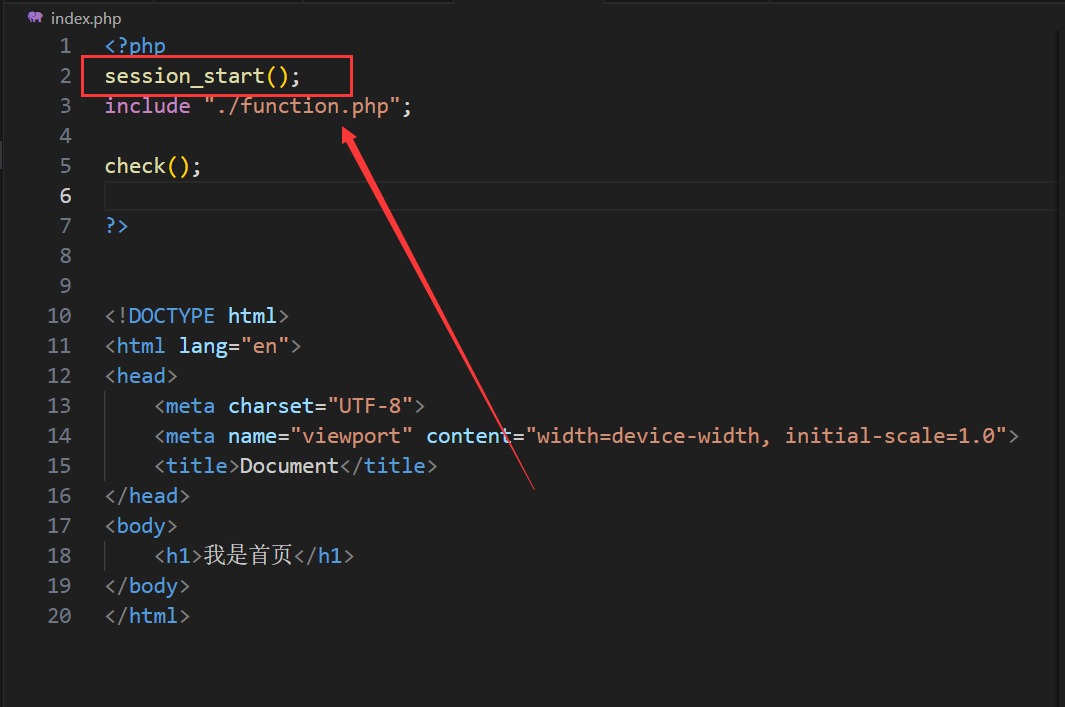 index.php
1 <?php
2 session_start();
3 include "./function.php";
4
5 check();
6
7 ?>
8
9
10 <!DOCTYPE html>
11 <html lang="en">
12 <head>
13     <meta charset="UTF-8">
14     <meta name="viewport" content="width=device-width, initial-scale=1.0">
15     <title>Document</title>
16 </head>
17 <body>
18     <h1>我是首页</h1>
19 </body>
20 </html>